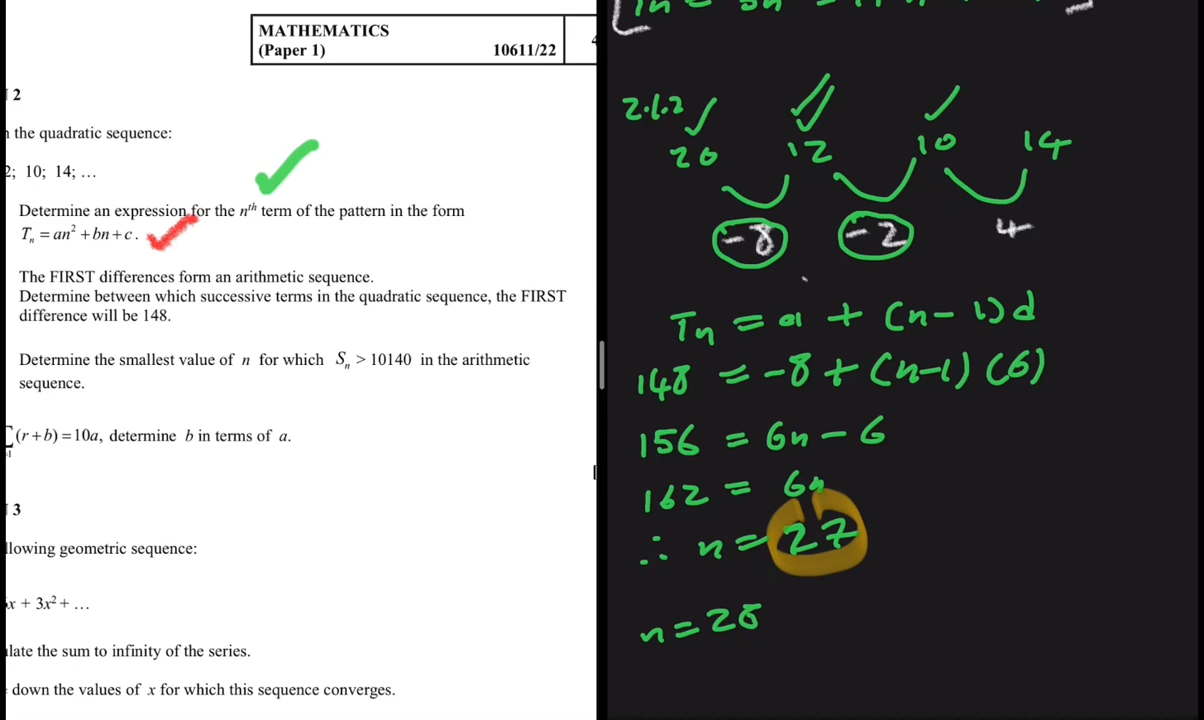 MATHEMATICS
(Paper 1) 10611/22
2
the quadratic sequence:
2; 10; 14; …
Determine an expression for the nᵗʰ term of the pattern in the form
Tₙ = an² + bn + c.
The FIRST differences form an arithmetic sequence.
Determine between which successive terms in the quadratic sequence, the FIRST
difference will be 148.
Determine the smallest value of n for which Sₙ > 10140 in the arithmetic
sequence.
(r + b) = 10a, determine b in terms of a.
3
llowing geometric sequence:
x + 3x² + …
late the sum to infinity of the series.
down the values of x for which this sequence converges.
2.1.2
20 12 10 14
-8 -2 4
Tn = a + (n-1)d
148 = -8 + (n-1)(6)
156 = 6n - 6
162 = 6n
∴ n = 27
n = 28